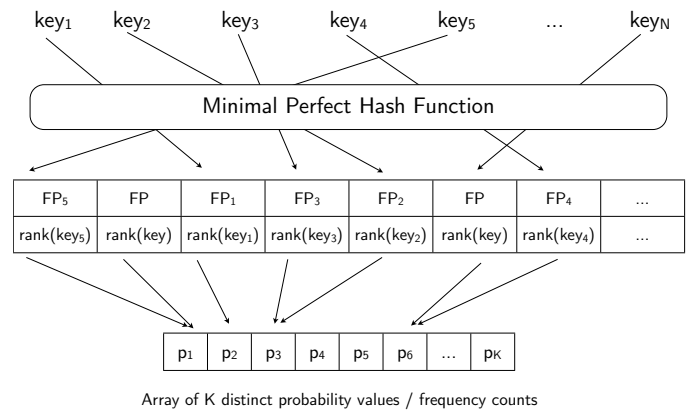 key1 key2 key3 key4 key5 ... keyN
Minimal Perfect Hash Function
FP5 FP FP1 FP3 FP2 FP FP4 ...
rank(key5) rank(key) rank(key1) rank(key3) rank(key2) rank(key) rank(key4) ...
p1 p2 p3 p4 p5 p6 ... pK
Array of K distinct probability values / frequency counts